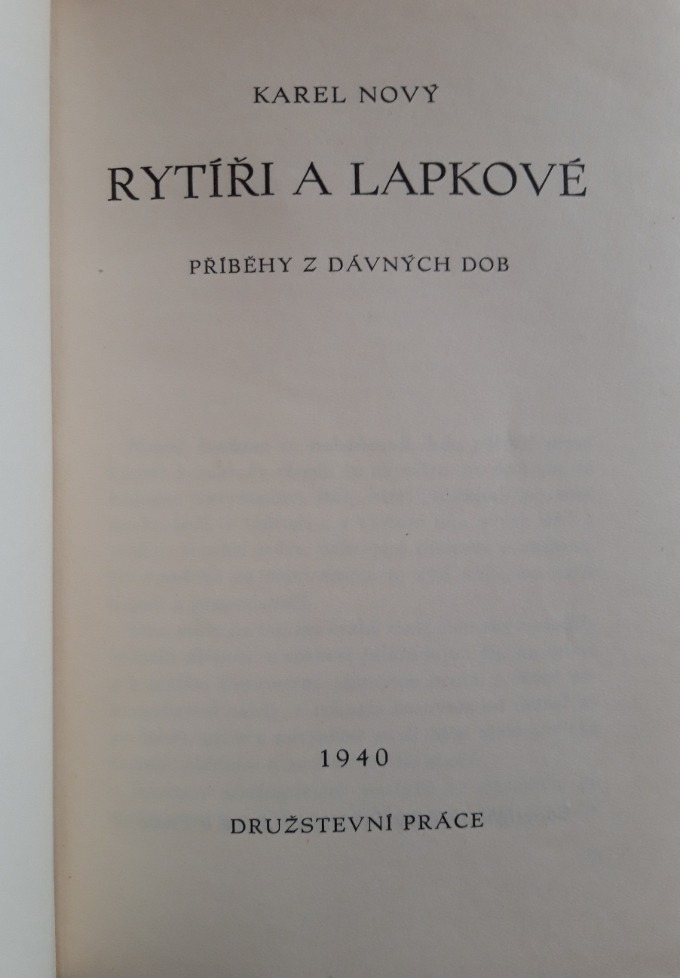 KAREL NOVÝ
RYTÍŘI A LAPKOVÉ
PŘÍBĚHY Z DÁVNÝCH DOB
1940
DRUŽSTEVNÍ PRÁCE